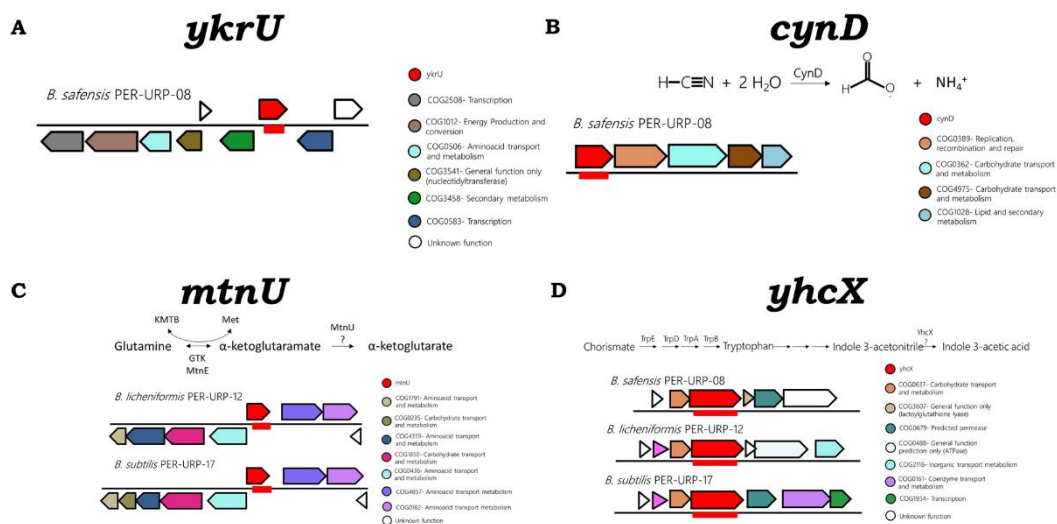 A
ykrU
B. safensis PER-URP-08
ykrU
COG2508- Transcription
COG1012- Energy Production and
conversion
COG0506- Aminoacid transport
and metabolism
COG3541- General function only
(nucleotidyltransferase)
COG3458- Secondary metabolism
COG0583- Transcription
Unknown function
B
cynD
H—C≡N + 2 H₂O CynD H O O + NH₄⁺
B. safensis PER-URP-08
cynD
COG0389- Replication,
recombination and repair
COG0362- Carbohydrate transport
and metabolism
COG4975- Carbohydrate transport
and metabolism
COG1028- Lipid and secondary
metabolism
C
mtnU
KMTB Met
MtnU
?
Glutamine α-ketoglutaramate α-ketoglutarate
GTK
MtnE
B. licheniformis PER-URP-12
B. subtilis PER-URP-17
mtnU
COG1791- Aminoacid transport
and metabolism
COG0235- Carbohydrate transport
and metabolism
COG4359- Aminoacid transport
and metabolism
COG1850- Carbohydrate transport
and metabolism
COG0436- Aminoacid transport
and metabolism
COG4857- Aminoacid transport metabolism
COG0182- Aminoacid transport metabolism
Unknown function
D
yhcX
TrpE TrpD TrpA TrpB YhcX
?
Chorismate Tryptophan Indole 3-acetonitrile Indole 3-acetic acid
B. safensis PER-URP-08
B. licheniformis PER-URP-12
B. subtilis PER-URP-17
yhcX
COG0637- Carbohydrate transport
and metabolism
COG3607- General function only
(lactoylglutathione lyase)
COG0679- Predicted permease
COG0488- General function
prediction only (ATPase)
COG2116- Inorganic transport metabolism
COG0161- Coenzyme transport
and metabolism
COG1954- Transcription
Unknown function